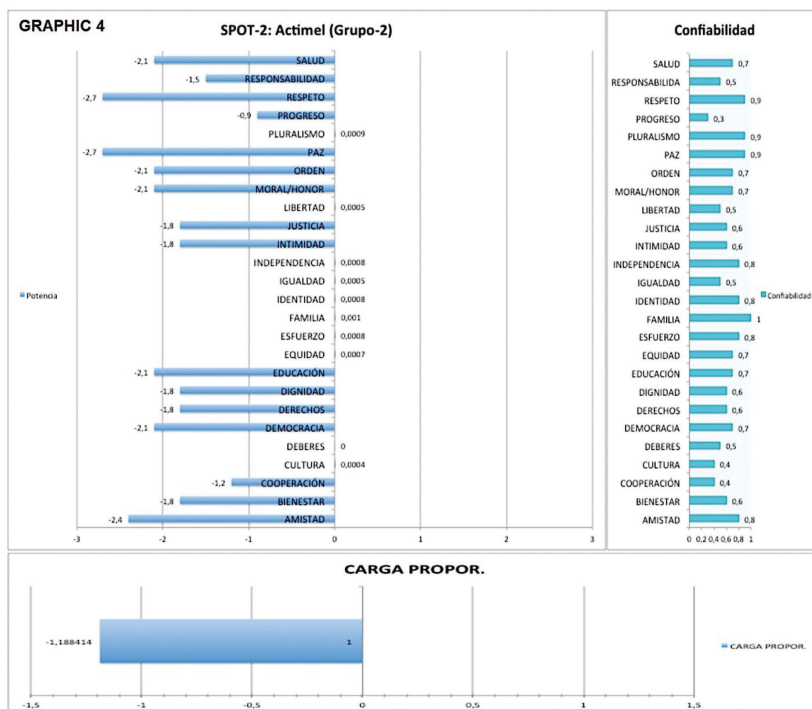 GRAPHIC 4
SPOT-2: Actimel (Grupo-2)
-2,1 SALUD
-1,5 RESPONSABILIDAD
-2,7 RESPETO
-0,9 PROGRESO
PLURALISMO 0,0009
-2,7 PAZ
-2,1 ORDEN
-2,1 MORAL/HONOR
LIBERTAD 0,0005
-1,8 JUSTICIA
-1,8 INTIMIDAD
INDEPENDENCIA 0,0008
IGUALDAD 0,0005
IDENTIDAD 0,0008
FAMILIA 0,001
ESFUERZO 0,0008
EQUIDAD 0,0007
-2,1 EDUCACIÓN
-1,8 DIGNIDAD
-1,8 DERECHOS
-2,1 DEMOCRACIA
DEBERES 0
CULTURA 0,0004
-1,2 COOPERACIÓN
-1,8 BIENESTAR
-2,4 AMISTAD
Potencia
-3 -2 -1 0 1 2 3
Confiabilidad
SALUD 0,7
RESPONSABILIDA 0,5
RESPETO 0,9
PROGRESO 0,3
PLURALISMO 0,9
PAZ 0,9
ORDEN 0,7
MORAL/HONOR 0,7
LIBERTAD 0,5
JUSTICIA 0,6
INTIMIDAD 0,6
INDEPENDENCIA 0,8
IGUALDAD 0,5
IDENTIDAD 0,8
FAMILIA 1
ESFUERZO 0,8
EQUIDAD 0,7
EDUCACIÓN 0,7
DIGNIDAD 0,6
DERECHOS 0,6
DEMOCRACIA 0,7
DEBERES 0,5
CULTURA 0,4
COOPERACIÓN 0,4
BIENESTAR 0,6
AMISTAD 0,8
Confiabilidad
0 0,2 0,4 0,6 0,8 1
CARGA PROPOR.
-1,188414 1
CARGA PROPOR.
-1,5 -1 -0,5 0 0,5 1 1,5